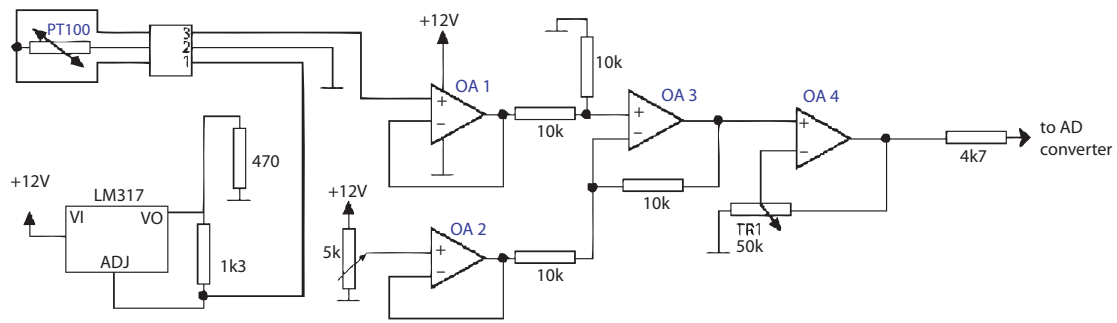 PT100
3
2
1
+12V
OA 1
+
−
10k
10k
OA 3
+
−
10k
OA 4
+
−
4k7
to AD
converter
TR1
50k
470
+12V
LM317
VI
VO
ADJ
1k3
+12V
5k
OA 2
+
−
10k